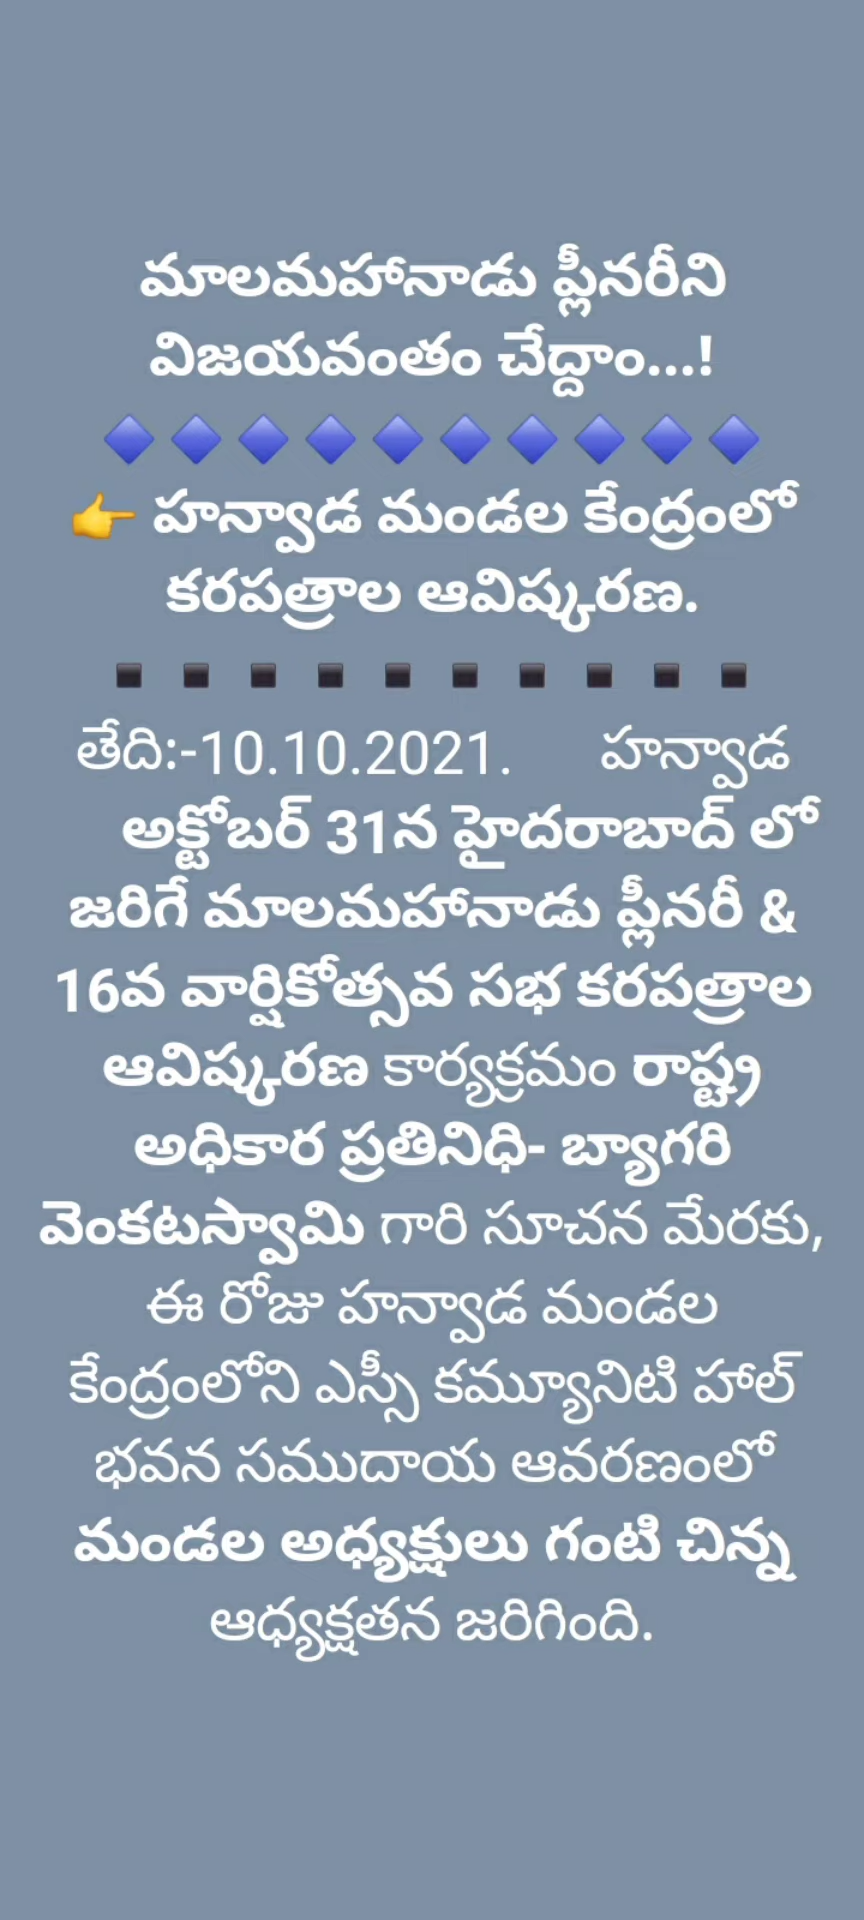 మాలమహానాడు ప్లీనరీని
విజయవంతం చేద్దాం...!
🔷🔷🔷🔷🔷🔷🔷🔷🔷🔷
👉 హన్వాడ మండల కేంద్రంలో
కరపత్రాల ఆవిష్కరణ.
▪️▪️▪️▪️▪️▪️▪️▪️▪️▪️
తేది:-10.10.2021. హన్వాడ
అక్టోబర్ 31న హైదరాబాద్ లో
జరిగే మాలమహానాడు ప్లీనరీ &
16వ వార్షికోత్సవ సభ కరపత్రాల
ఆవిష్కరణ కార్యక్రమం రాష్ట్ర
అధికార ప్రతినిధి- బ్యాగరి
వెంకటస్వామి గారి సూచన మేరకు,
ఈ రోజు హన్వాడ మండల
కేంద్రంలోని ఎస్సీ కమ్యూనిటి హాల్
భవన సముదాయ ఆవరణంలో
మండల అధ్యక్షులు గంటి చిన్న
ఆధ్యక్షతన జరిగింది.